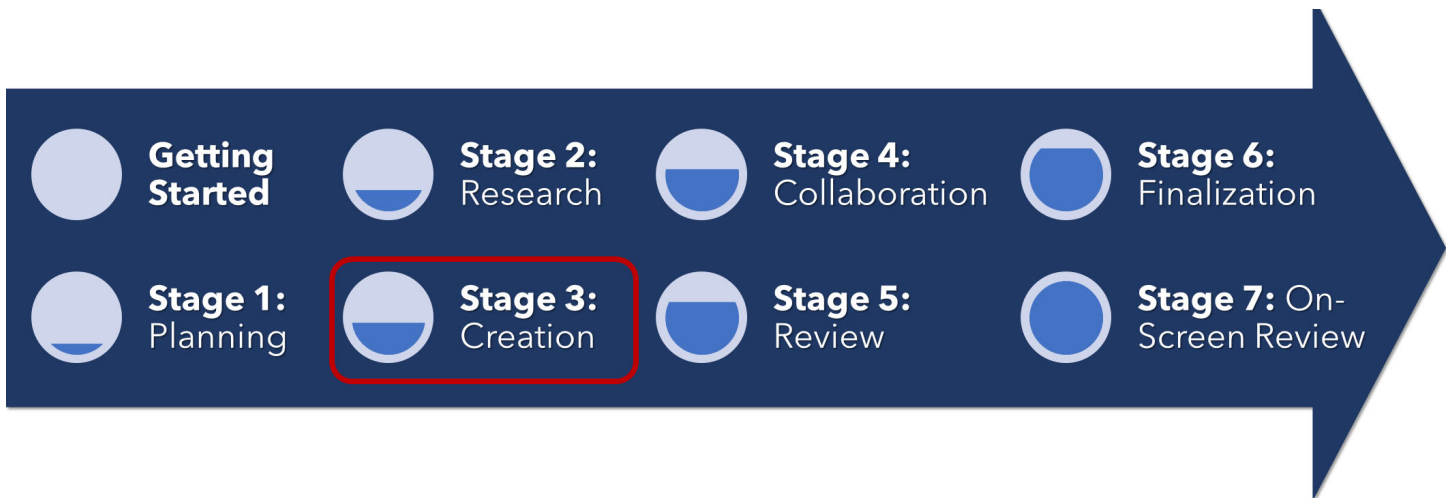 Getting
Started
Stage 1:
Planning
Stage 2:
Research
Stage 3:
Creation
Stage 4:
Collaboration
Stage 5:
Review
Stage 6:
Finalization
Stage 7: On-
Screen Review